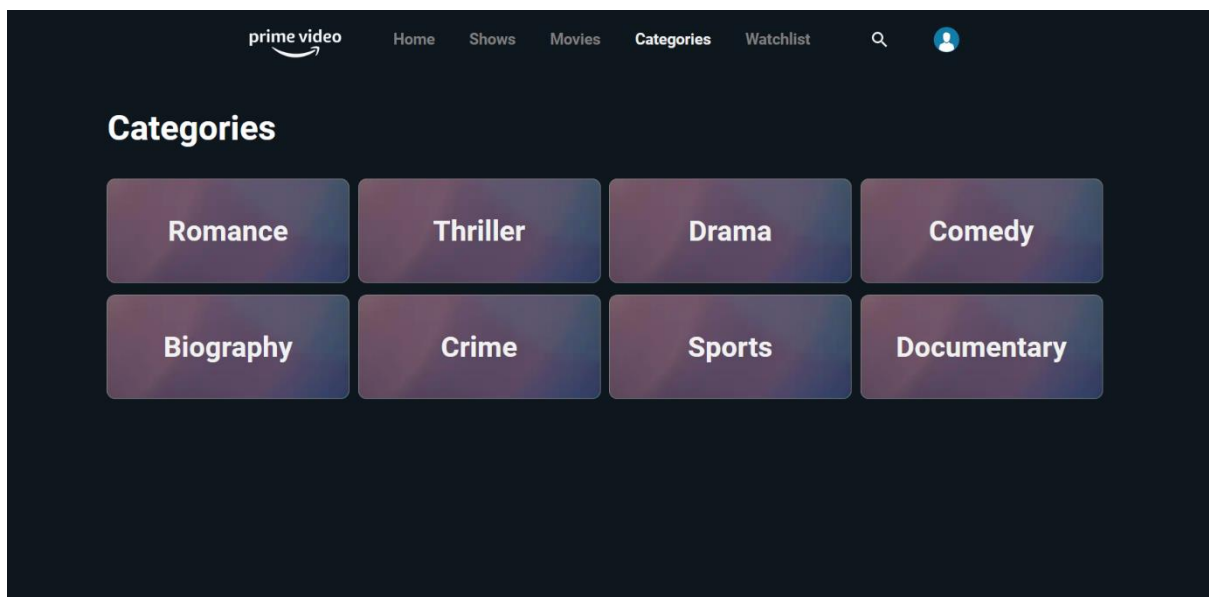 prime video Home Shows Movies Categories Watchlist
Categories
Romance Thriller Drama Comedy
Biography Crime Sports Documentary